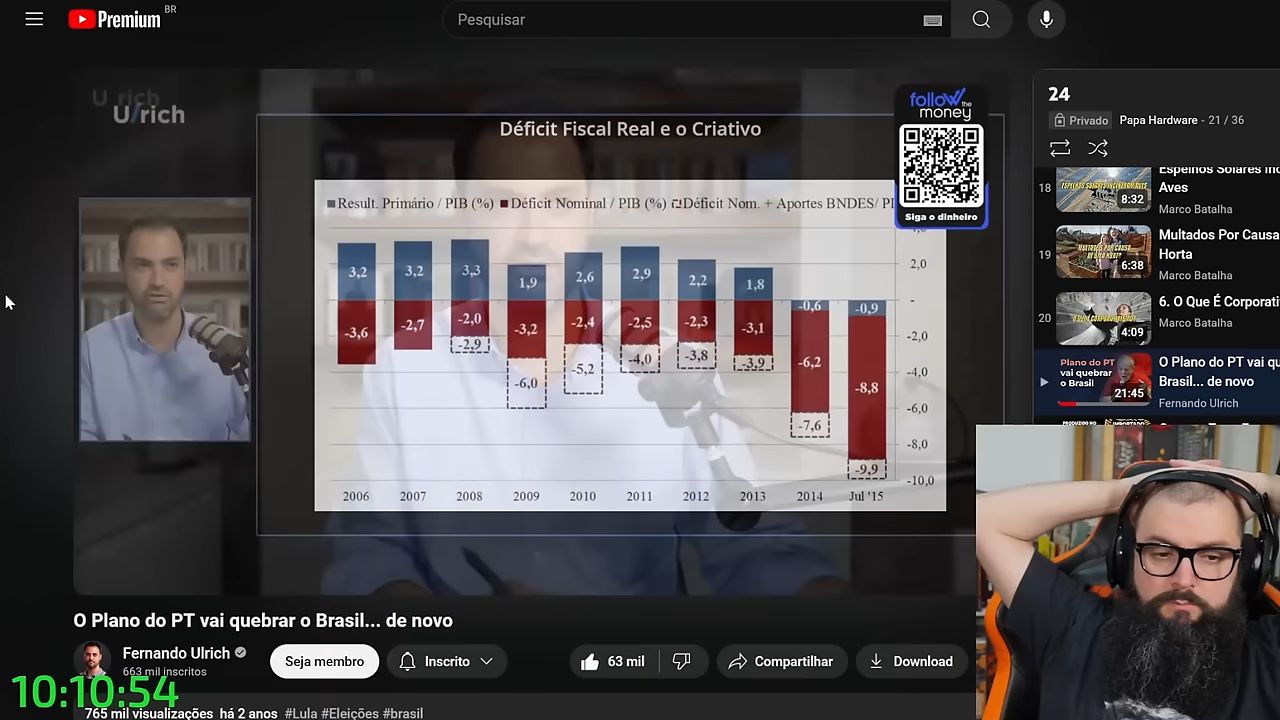 Premium BR
Pesquisar
U/rich
follow the money
Siga o dinheiro
Déficit Fiscal Real e o Criativo
Result. Primário / PIB (%) Déficit Nominal / PIB (%) Déficit Nom. + Aportes BNDES/ PI
2,0
-
-2,0
-4,0
-6,0
-8,0
-10,0
3,2 3,2 3,3 1,9 2,6 2,9 2,2 1,8 -0,6 -0,9
-3,6 -2,7 -2,0 -3,2 -2,4 -2,5 -2,3 -3,1 -6,2 -8,8
-2,9 -6,0 -5,2 -4,0 -3,8 -3,9 -7,6 -9,9
2006 2007 2008 2009 2010 2011 2012 2013 2014 Jul '15
O Plano do PT vai quebrar o Brasil... de novo
Fernando Ulrich
663 mil inscritos
Seja membro
Inscrito
63 mil
Compartilhar
Download
10:10:54
765 mil visualizações há 2 anos #Lula #Eleições #brasil
24
Privado Papa Hardware - 21 / 36
18
8:32
Espelhos Solares Inc
Aves
Marco Batalha
19
6:38
Multados Por Causa
Horta
Marco Batalha
20
4:09
6. O Que É Corporati
Marco Batalha
Plano do PT
vai quebrar
o Brasil
21:45
O Plano do PT vai qu
Brasil... de novo
Fernando Ulrich